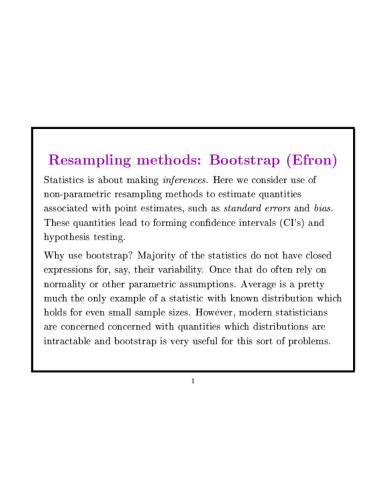 Resampling methods: Bootstrap (Efron)
Statistics is about making inferences. Here we consider use of
non-parametric resampling methods to estimate quantities
associated with point estimates, such as standard errors and bias.
These quantities lead to forming confidence intervals (CI's) and
hypothesis testing.
Why use bootstrap? Majority of the statistics do not have closed
expressions for, say, their variability. Once that do often rely on
normality or other parametric assumptions. Average is a pretty
much the only example of a statistic with known distribution which
holds for even small sample sizes. However, modern statisticians
are concerned concerned with quantities which distributions are
intractable and bootstrap is very useful for this sort of problems.
1